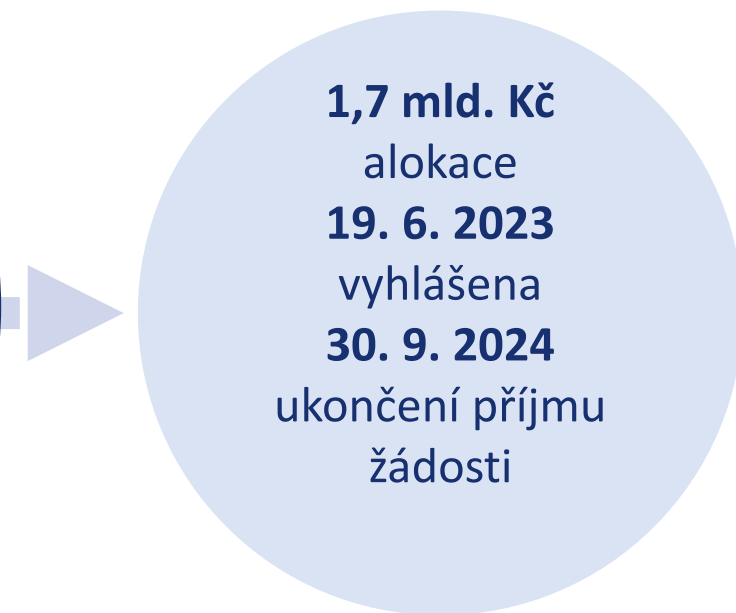 1,7 mld. Kč
alokace
19. 6. 2023
vyhlášena
30. 9. 2024
ukončení příjmu
žádosti